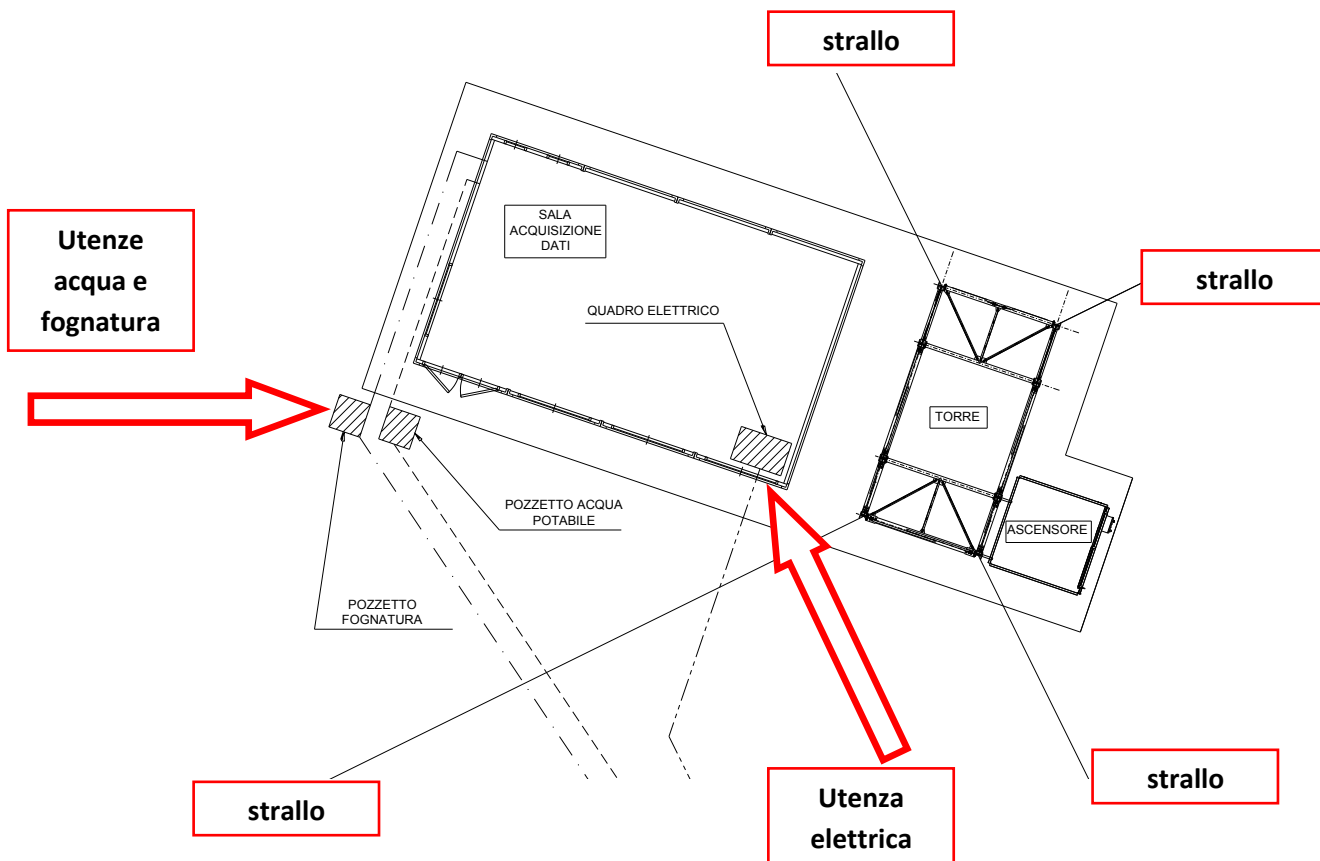 strallo
Utenze
acqua e
fognatura
SALA
ACQUISIZIONE
DATI
strallo
QUADRO ELETTRICO
TORRE
POZZETTO ACQUA
POTABILE
ASCENSORE
POZZETTO
FOGNATURA
strallo
Utenza
elettrica
strallo